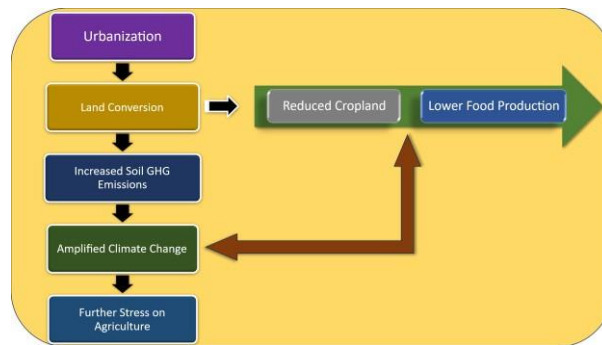 Urbanization
Land Conversion
Reduced Cropland
Lower Food Production
Increased Soil GHG
Emissions
Amplified Climate Change
Further Stress on
Agriculture